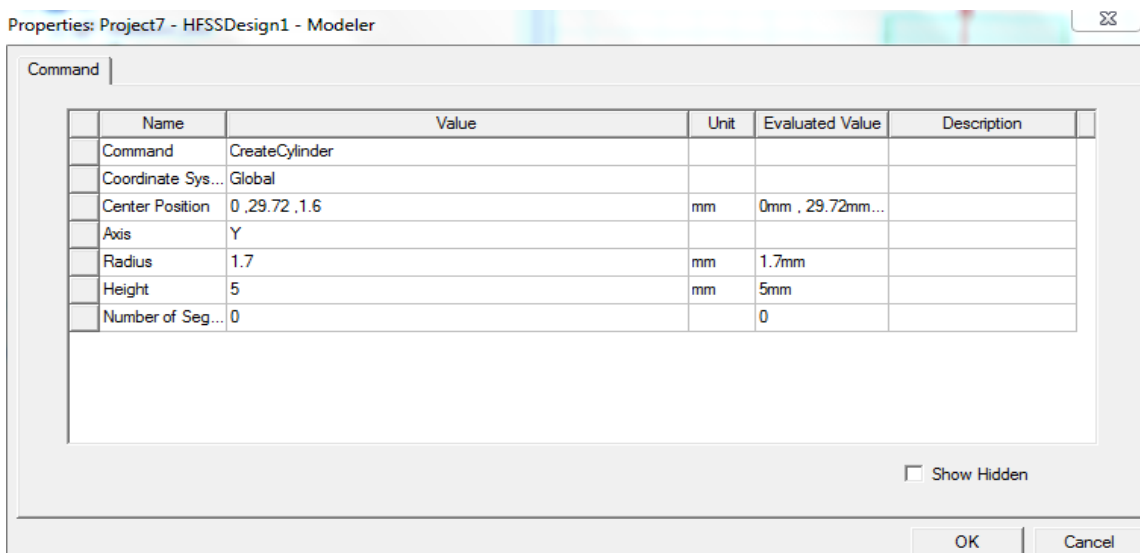 Properties: Project7 - HFSSDesign1 - Modeler
Command
Name Value Unit Evaluated Value Description
Command CreateCylinder
Coordinate Sys... Global
Center Position 0 ,29.72 ,1.6 mm 0mm , 29.72mm...
Axis Y
Radius 1.7 mm 1.7mm
Height 5 mm 5mm
Number of Seg... 0 0
Show Hidden
OK Cancel